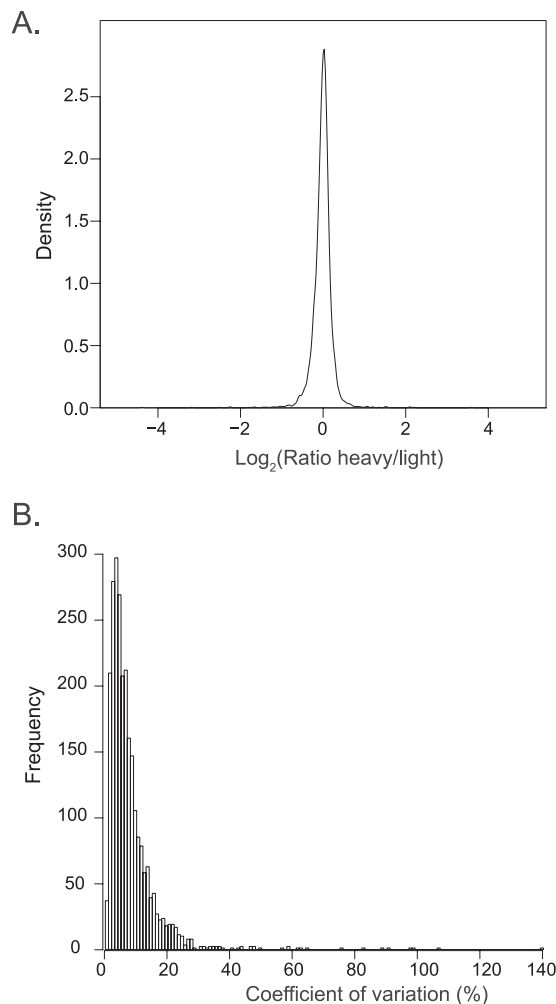 A.
2.5
2.0
1.5
1.0
0.5
0.0
Density
−4 −2 0 2 4
Log₂(Ratio heavy/light)
B.
300
250
200
150
100
50
0
Frequency
0 20 40 60 80 100 120 140
Coefficient of variation (%)